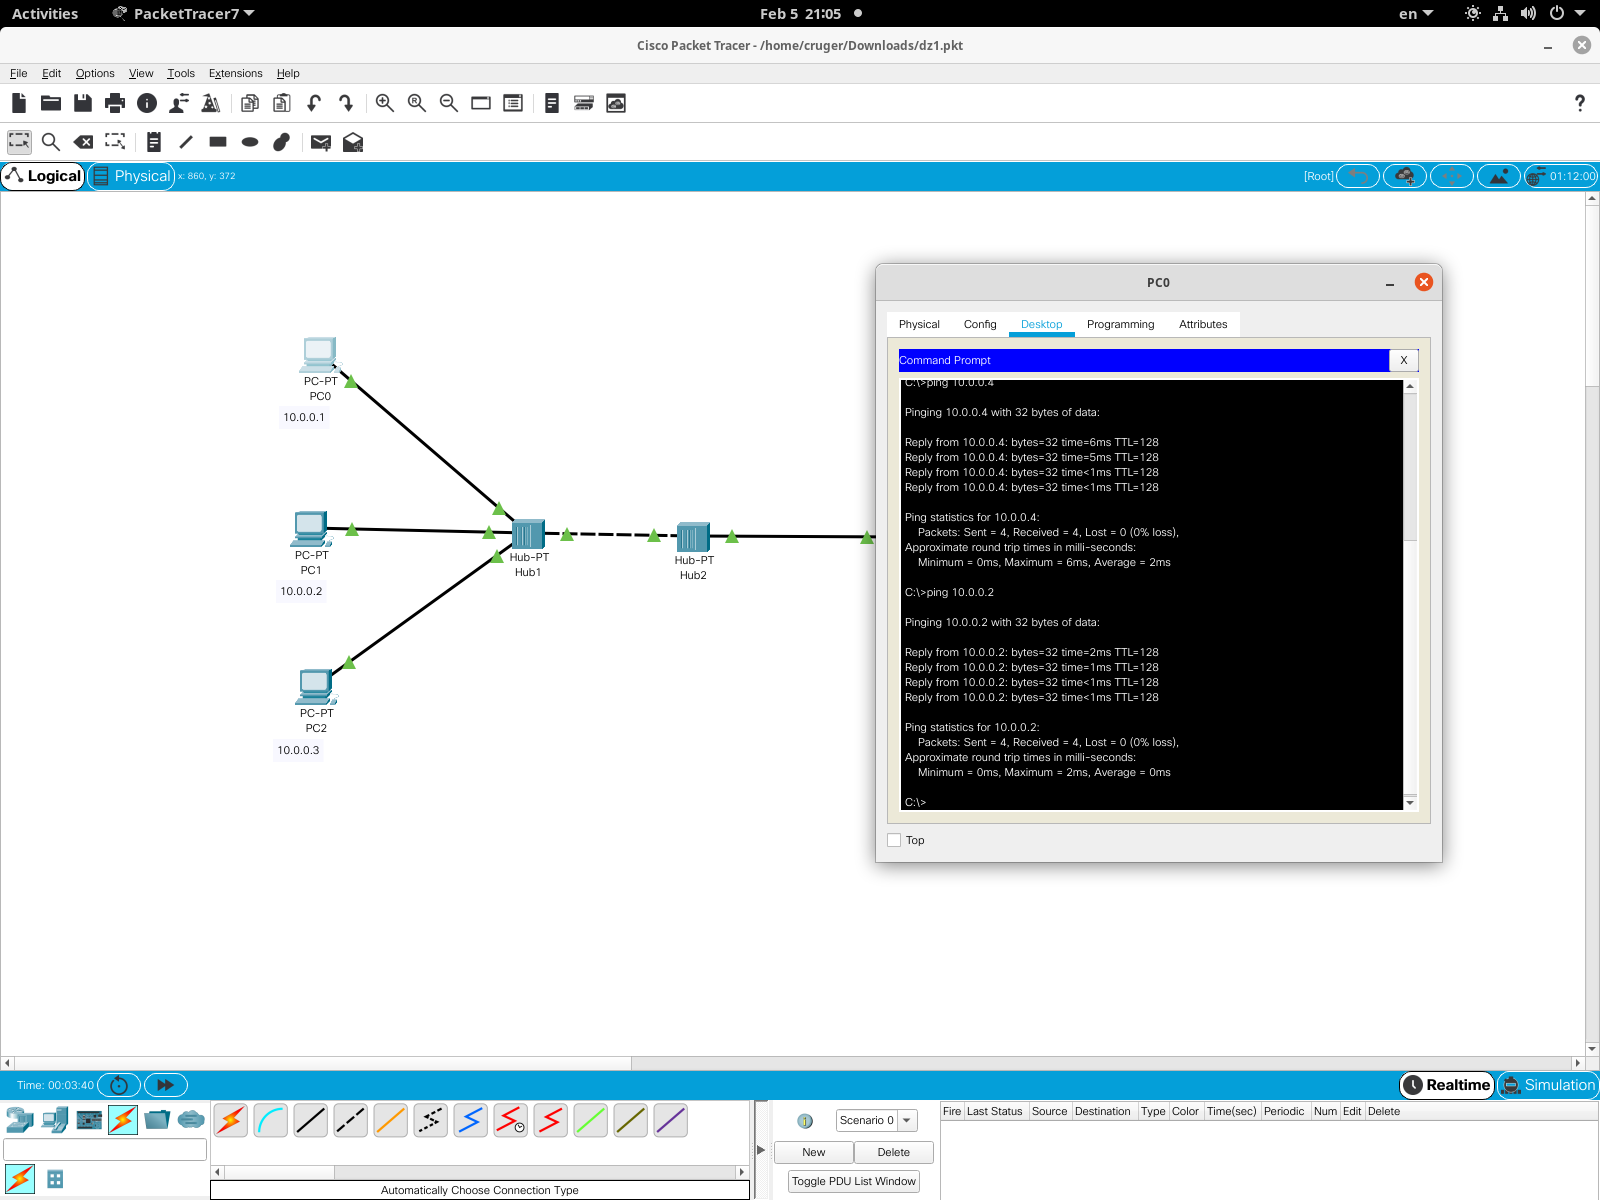 Activities
PacketTracer7
Feb 5 21:05
en
Cisco Packet Tracer - /home/cruger/Downloads/dz1.pkt
File Edit Options View Tools Extensions Help
?
Logical
Physical
x: 860, y: 372
[Root]
01:12:00
PC-PT
PC0
10.0.0.1
PC-PT
PC1
10.0.0.2
PC-PT
PC2
10.0.0.3
Hub-PT
Hub1
Hub-PT
Hub2
PC0
Physical Config Desktop Programming Attributes
Command Prompt
X
C:\>ping 10.0.0.4
Pinging 10.0.0.4 with 32 bytes of data:
Reply from 10.0.0.4: bytes=32 time=6ms TTL=128
Reply from 10.0.0.4: bytes=32 time=5ms TTL=128
Reply from 10.0.0.4: bytes=32 time<1ms TTL=128
Reply from 10.0.0.4: bytes=32 time<1ms TTL=128
Ping statistics for 10.0.0.4:
Packets: Sent = 4, Received = 4, Lost = 0 (0% loss),
Approximate round trip times in milli-seconds:
Minimum = 0ms, Maximum = 6ms, Average = 2ms
C:\>ping 10.0.0.2
Pinging 10.0.0.2 with 32 bytes of data:
Reply from 10.0.0.2: bytes=32 time=2ms TTL=128
Reply from 10.0.0.2: bytes=32 time=1ms TTL=128
Reply from 10.0.0.2: bytes=32 time<1ms TTL=128
Reply from 10.0.0.2: bytes=32 time<1ms TTL=128
Ping statistics for 10.0.0.2:
Packets: Sent = 4, Received = 4, Lost = 0 (0% loss),
Approximate round trip times in milli-seconds:
Minimum = 0ms, Maximum = 2ms, Average = 0ms
C:\>
Top
Time: 00:03:40
Realtime
Simulation
Scenario 0
New
Delete
Toggle PDU List Window
Fire Last Status Source Destination Type Color Time(sec) Periodic Num Edit Delete
Automatically Choose Connection Type